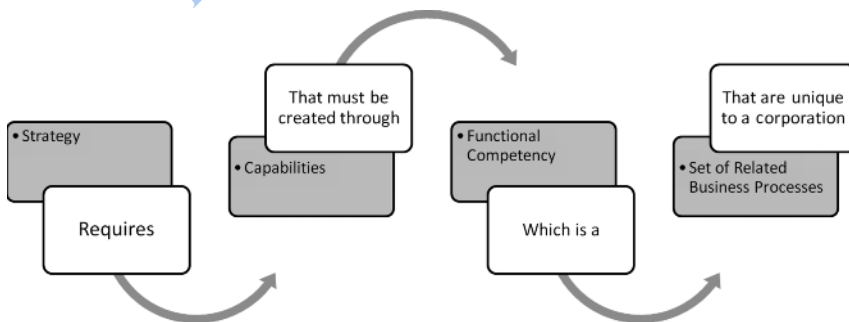 • Strategy
Requires
That must be
created through
• Capabilities
• Functional
Competency
Which is a
That are unique
to a corporation
• Set of Related
Business Processes